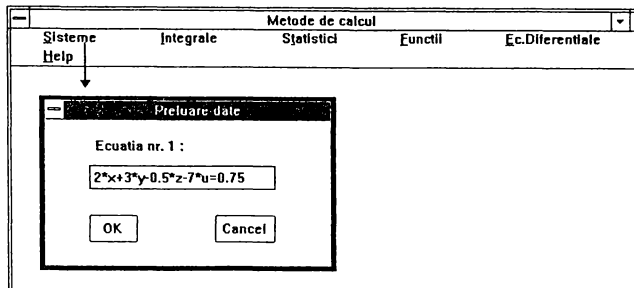 Metode de calcul
Sisteme Integrale Statistici Functii Ec.Diferentiale
Help
Preluare date
Ecuatia nr. 1 :
2*x+3*y-0.5*z-7*u=0.75
OK Cancel